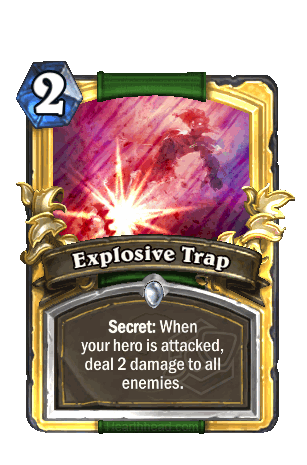 2
Explosive Trap
Secret: When
your hero is attacked,
deal 2 damage to all
enemies.